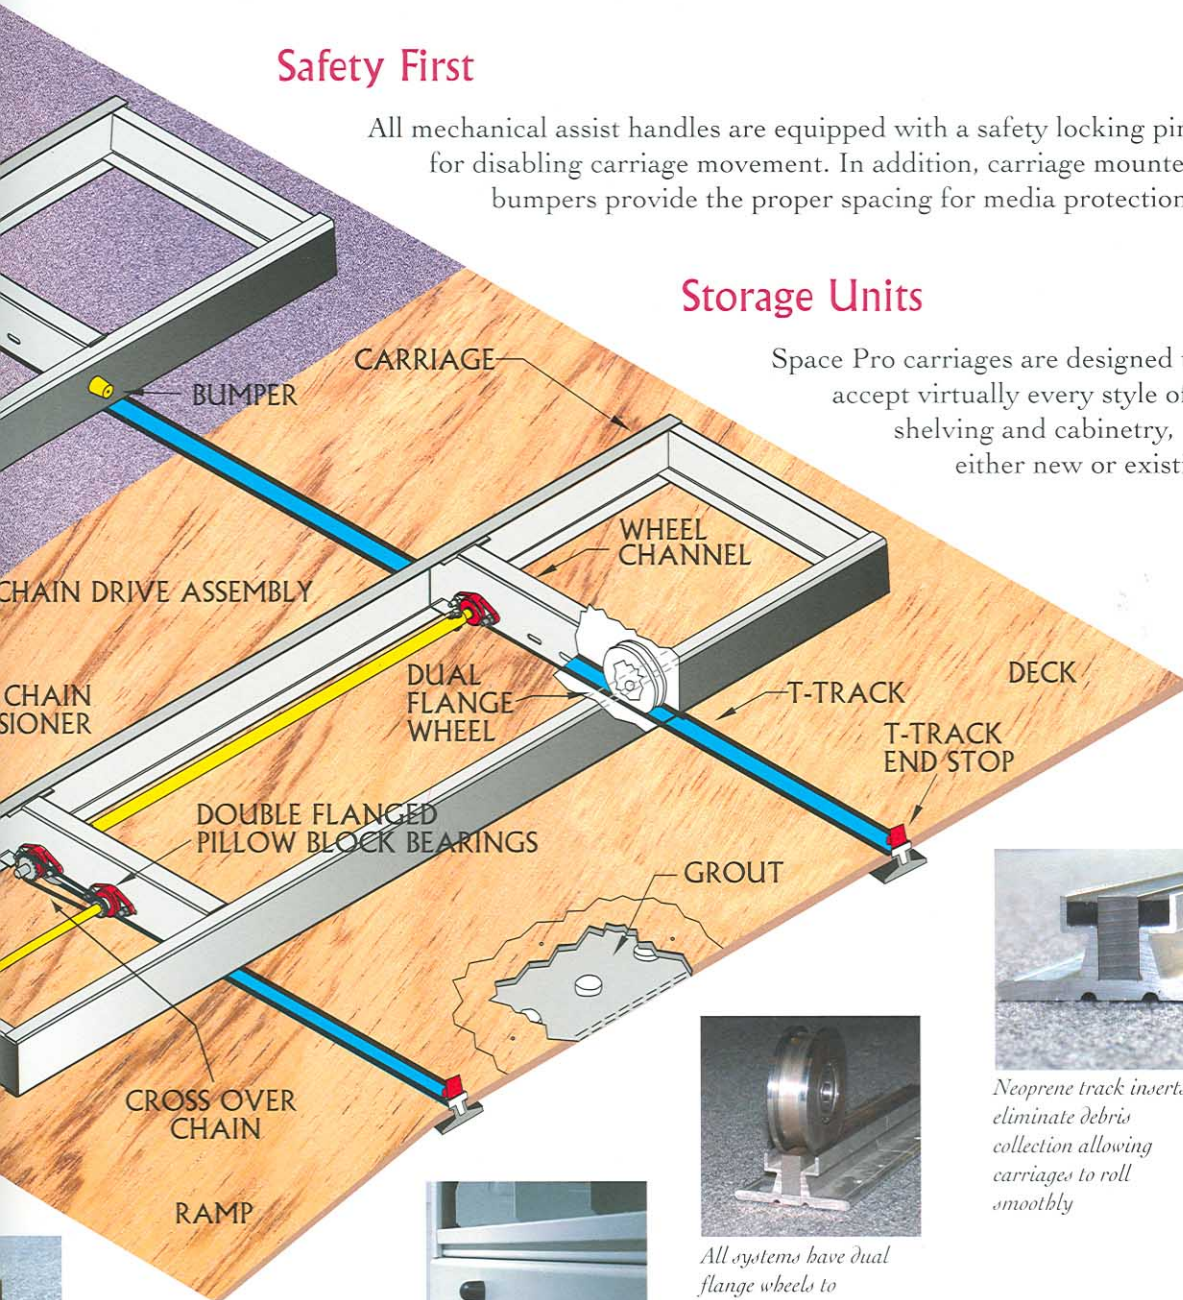 Safety First
All mechanical assist handles are equipped with a safety locking pin
for disabling carriage movement. In addition, carriage mounte
bumpers provide the proper spacing for media protection
Storage Units
Space Pro carriages are designed t
accept virtually every style of
shelving and cabinetry,
either new or existi
CARRIAGE
BUMPER
WHEEL
CHANNEL
CHAIN DRIVE ASSEMBLY
CHAIN
SIONER
DUAL
FLANGE
WHEEL
T-TRACK
DECK
T-TRACK
END STOP
DOUBLE FLANGED
PILLOW BLOCK BEARINGS
GROUT
CROSS OVER
CHAIN
RAMP
Neoprene track inserts
eliminate debris
collection allowing
carriages to roll
smoothly
All systems have dual
flange wheels to